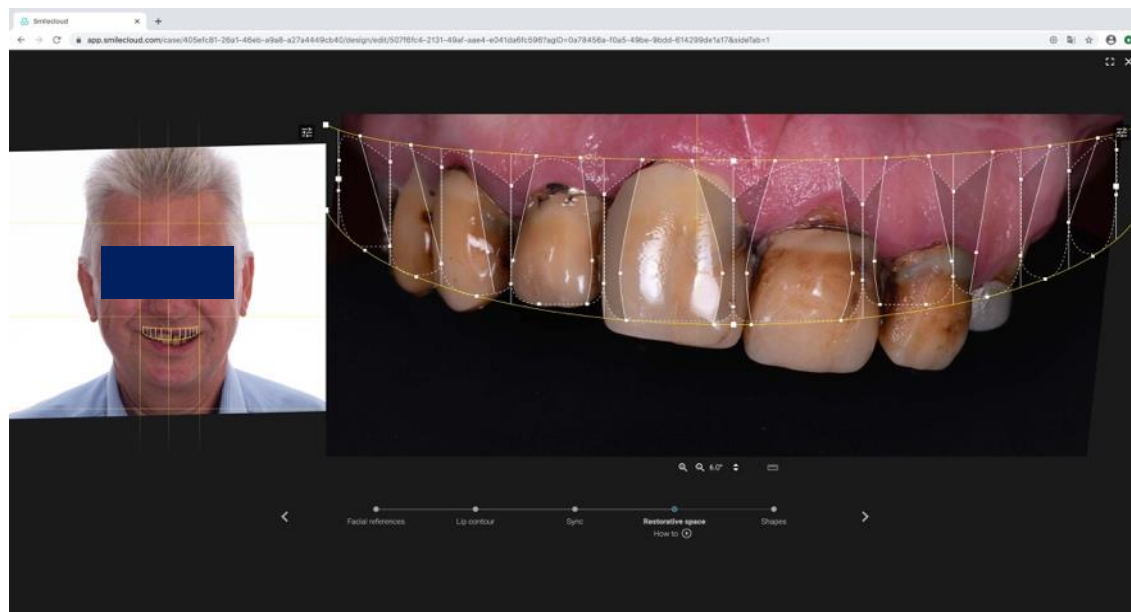 Smilecloud
app.smilecloud.com/case/405efc81-26a1-46eb-a9a8-a27a4449cb40/design/edit/507f6fc4-2131-49af-aae4-e041da6fc596?agID=0a78456a-f0a5-49be-9bdd-614299de1a17&sideTab=1
6.0°
Facial references
Lip contour
Sync
Restorative space
Shapes
How to